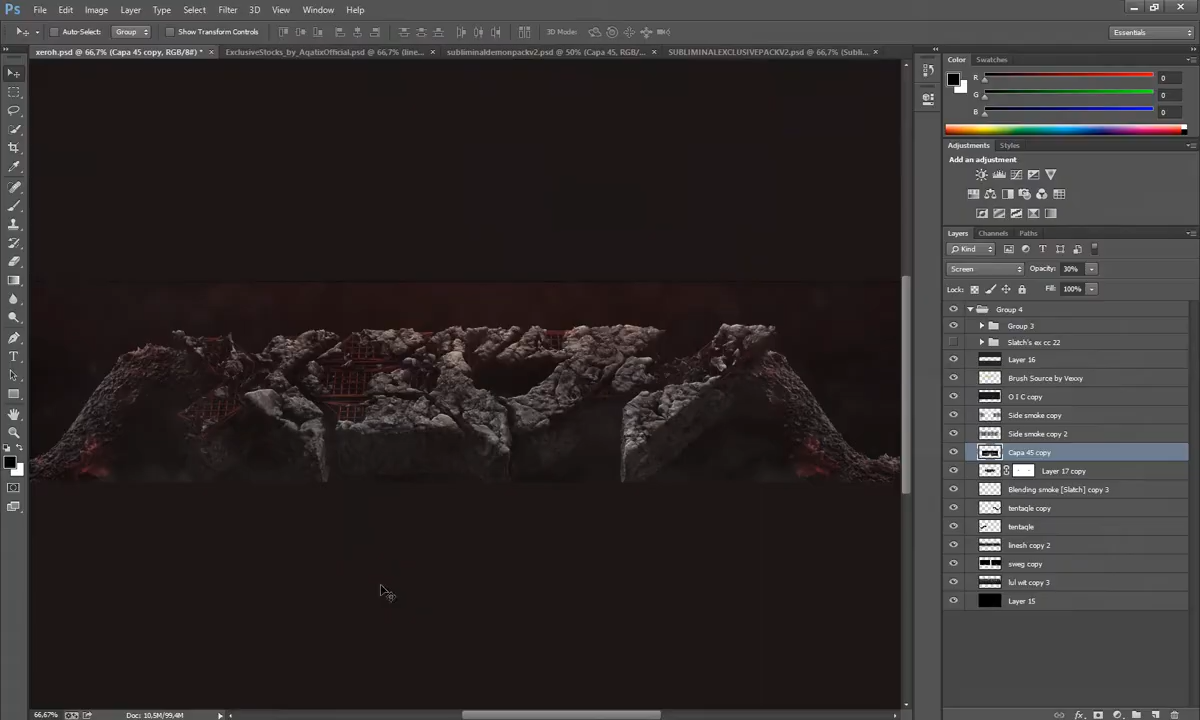 Ps File Edit Image Layer Type Select Filter 3D View Window Help
Auto-Select: Group Show Transform Controls 3D Mode: Essentials
xeroh.psd @ 66,7% (Capa 45 copy, RGB/8#) * × ExclusiveStocks_by_AqatixOfficial.psd @ 66,7% (line... × subliminaldemonpackv2.psd @ 50% (Capa 45, RGB/... × SUBLIMINALEXCLUSIVEPACKV2.psd @ 66,7% (Subli... ×
Color Swatches
R 0
G 0
B 0
Adjustments Styles
Add an adjustment
Layers Channels Paths
Kind
Screen Opacity: 30%
Lock: Fill: 100%
Group 4
Group 3
Slatch's ex cc 22
Layer 16
Brush Source by Vexxy
O I C copy
Side smoke copy
Side smoke copy 2
Capa 45 copy
Layer 17 copy
Blending smoke [Slatch] copy 3
tentaqle copy
tentaqle
linesh copy 2
sweg copy
lul wit copy 3
Layer 15
66,67% Doc: 10,5M/99,4M